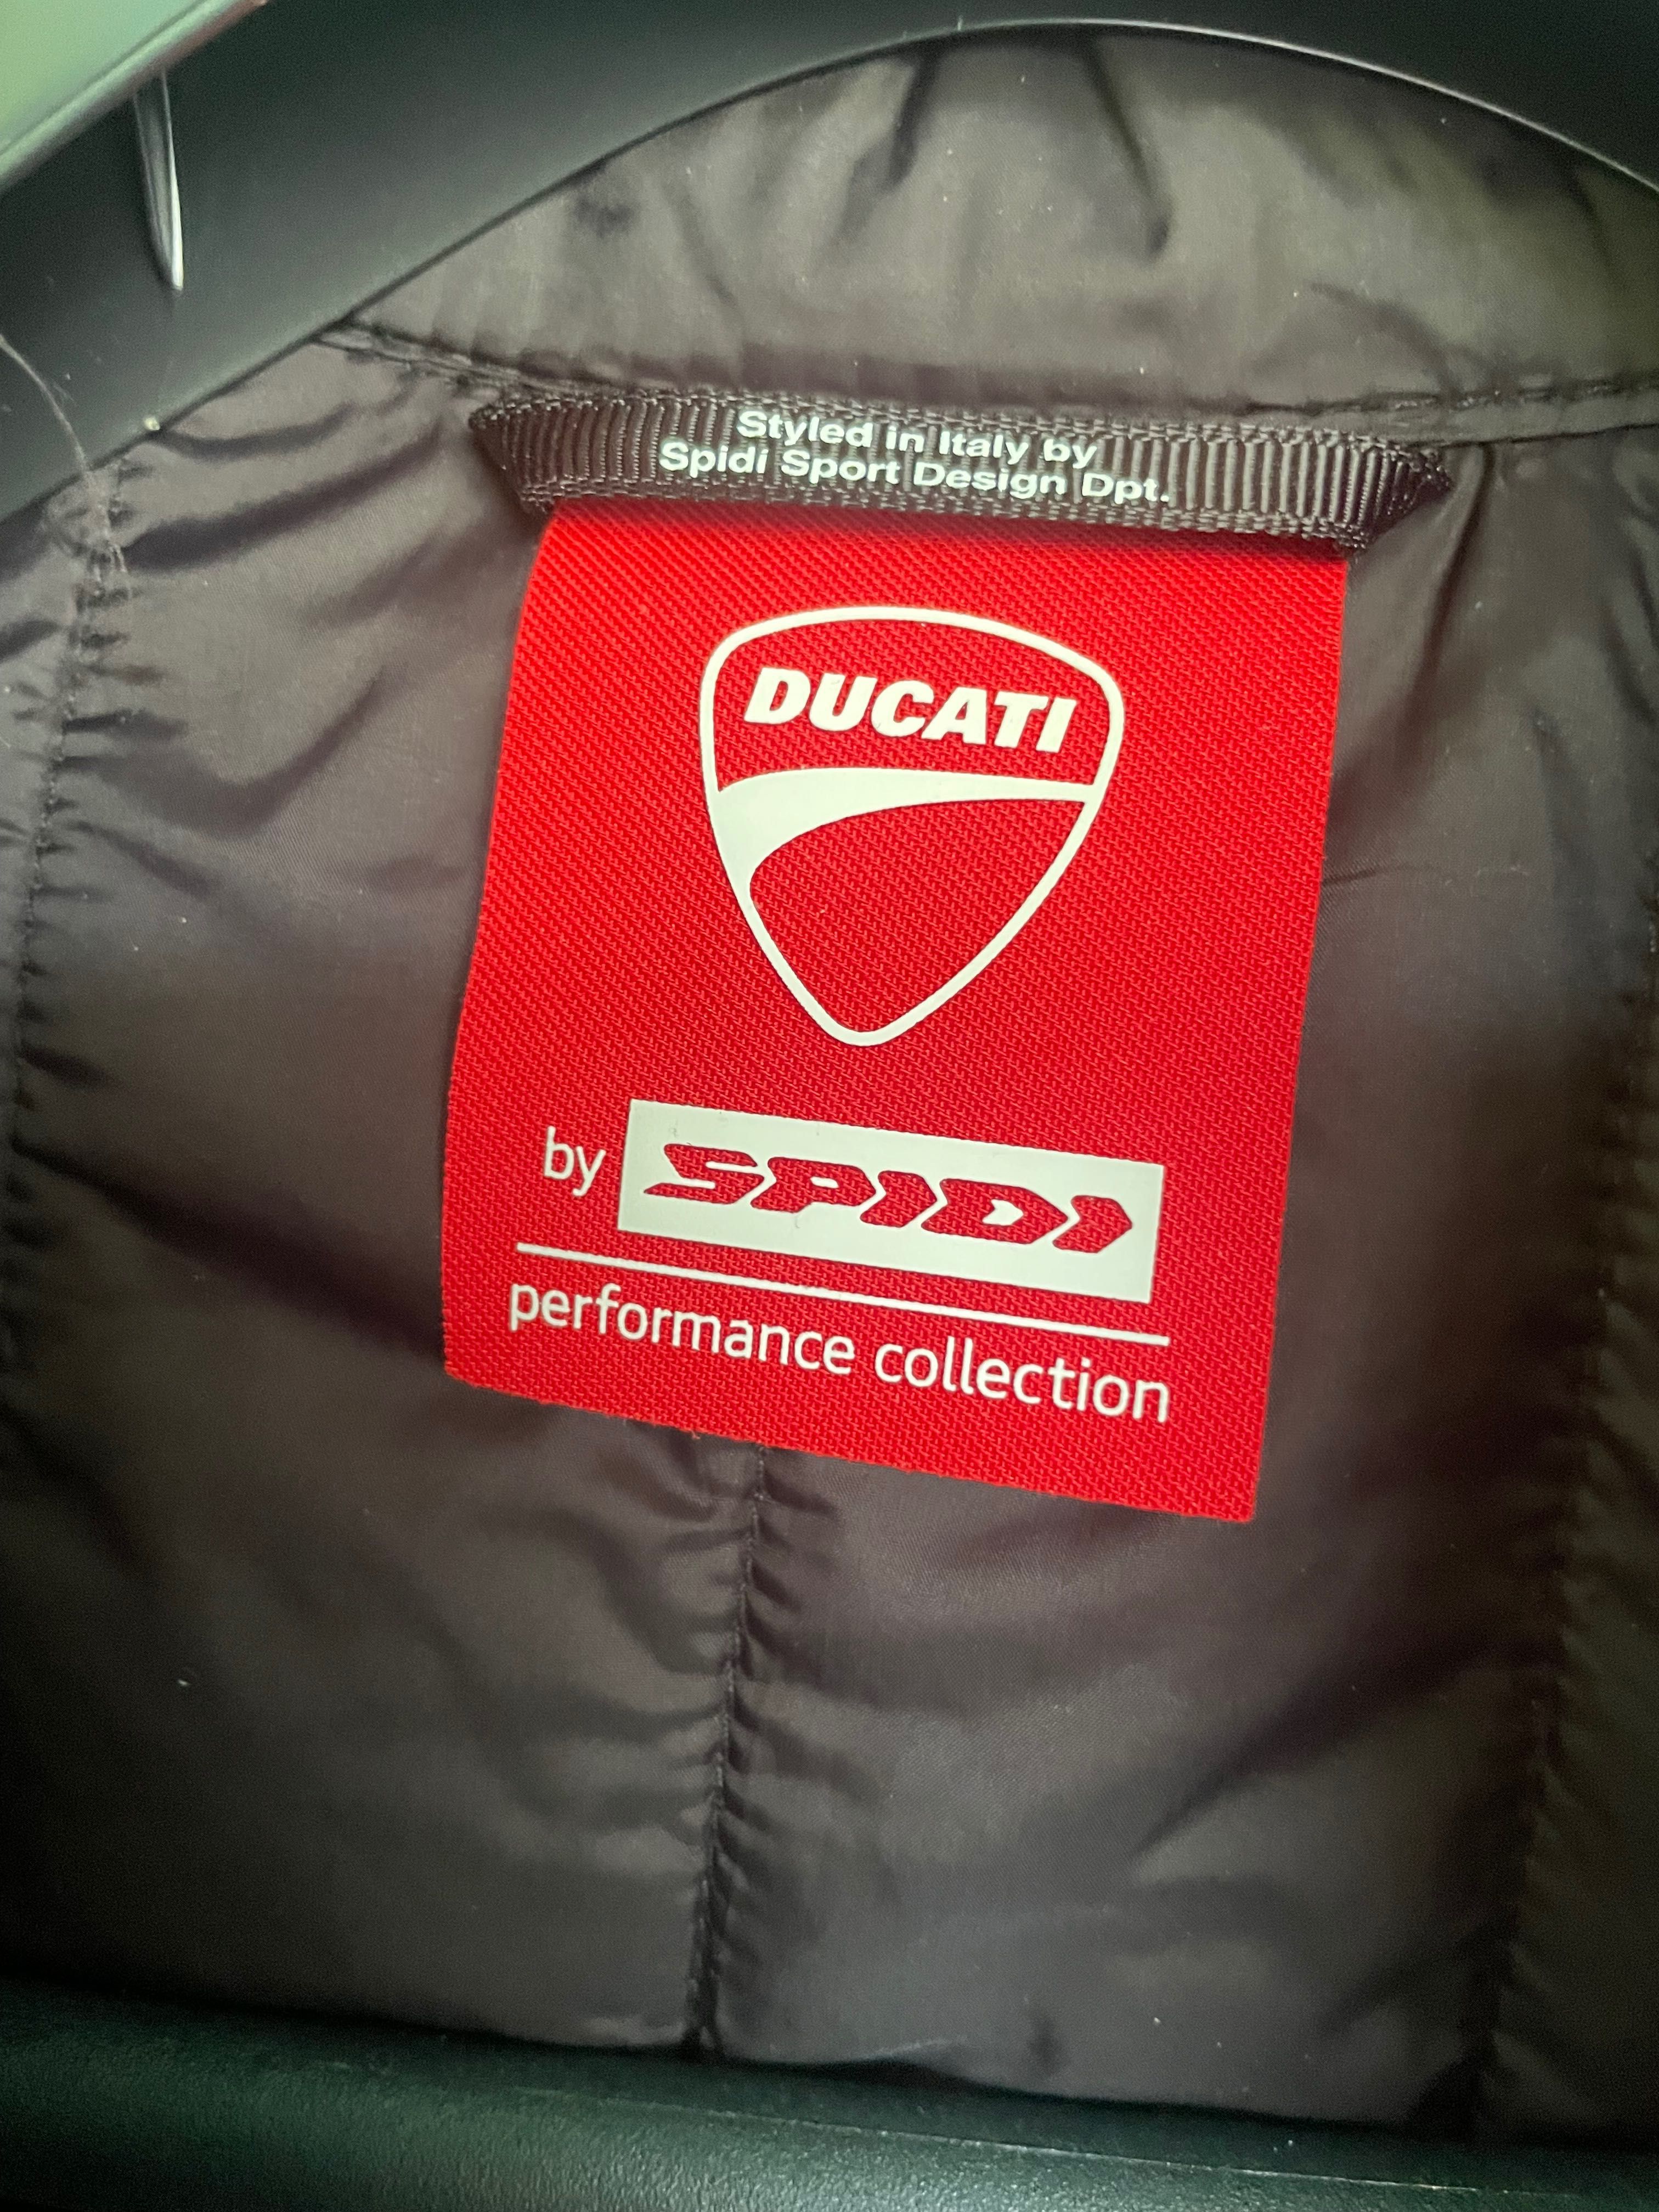 Styled in Italy by
Spidi Sport Design Dpt.
DUCATI
by SPIDI
performance collection